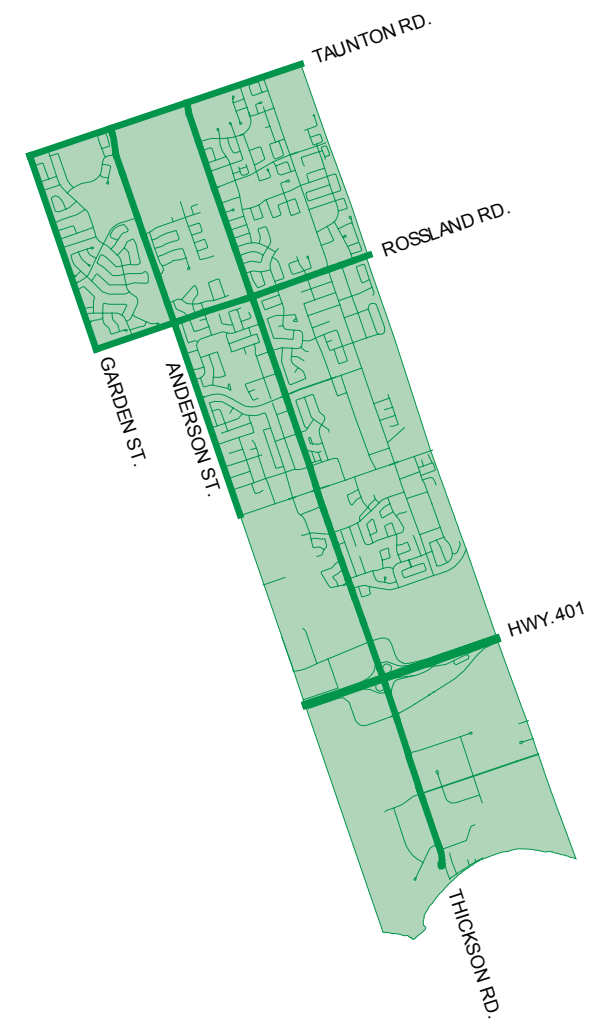 TAUNTON RD.
ROSSLAND RD.
GARDEN ST.
ANDERSON ST.
HWY.401
THICKSON RD.